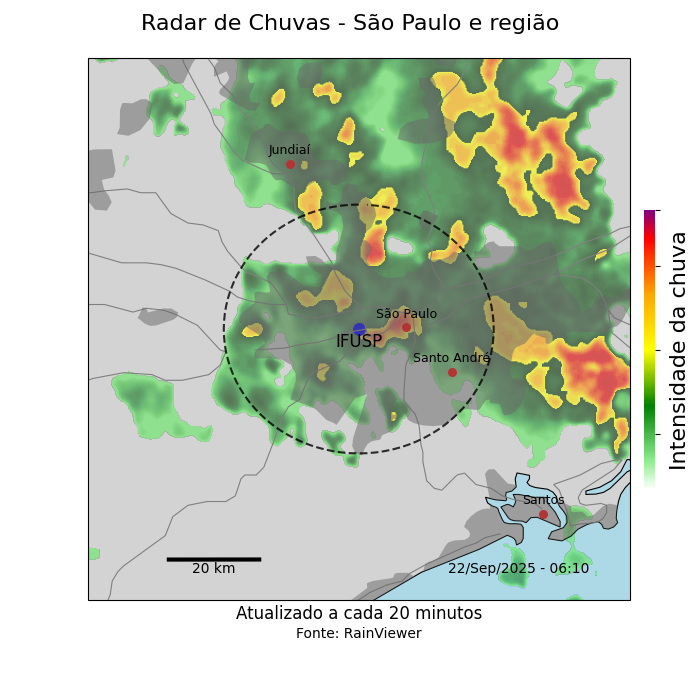 Radar de Chuvas - São Paulo e região
Jundiaí
São Paulo
IFUSP
Santo André
Intensidade da chuva
Santos
20 km
22/Sep/2025 - 06:10
Atualizado a cada 20 minutos
Fonte: RainViewer